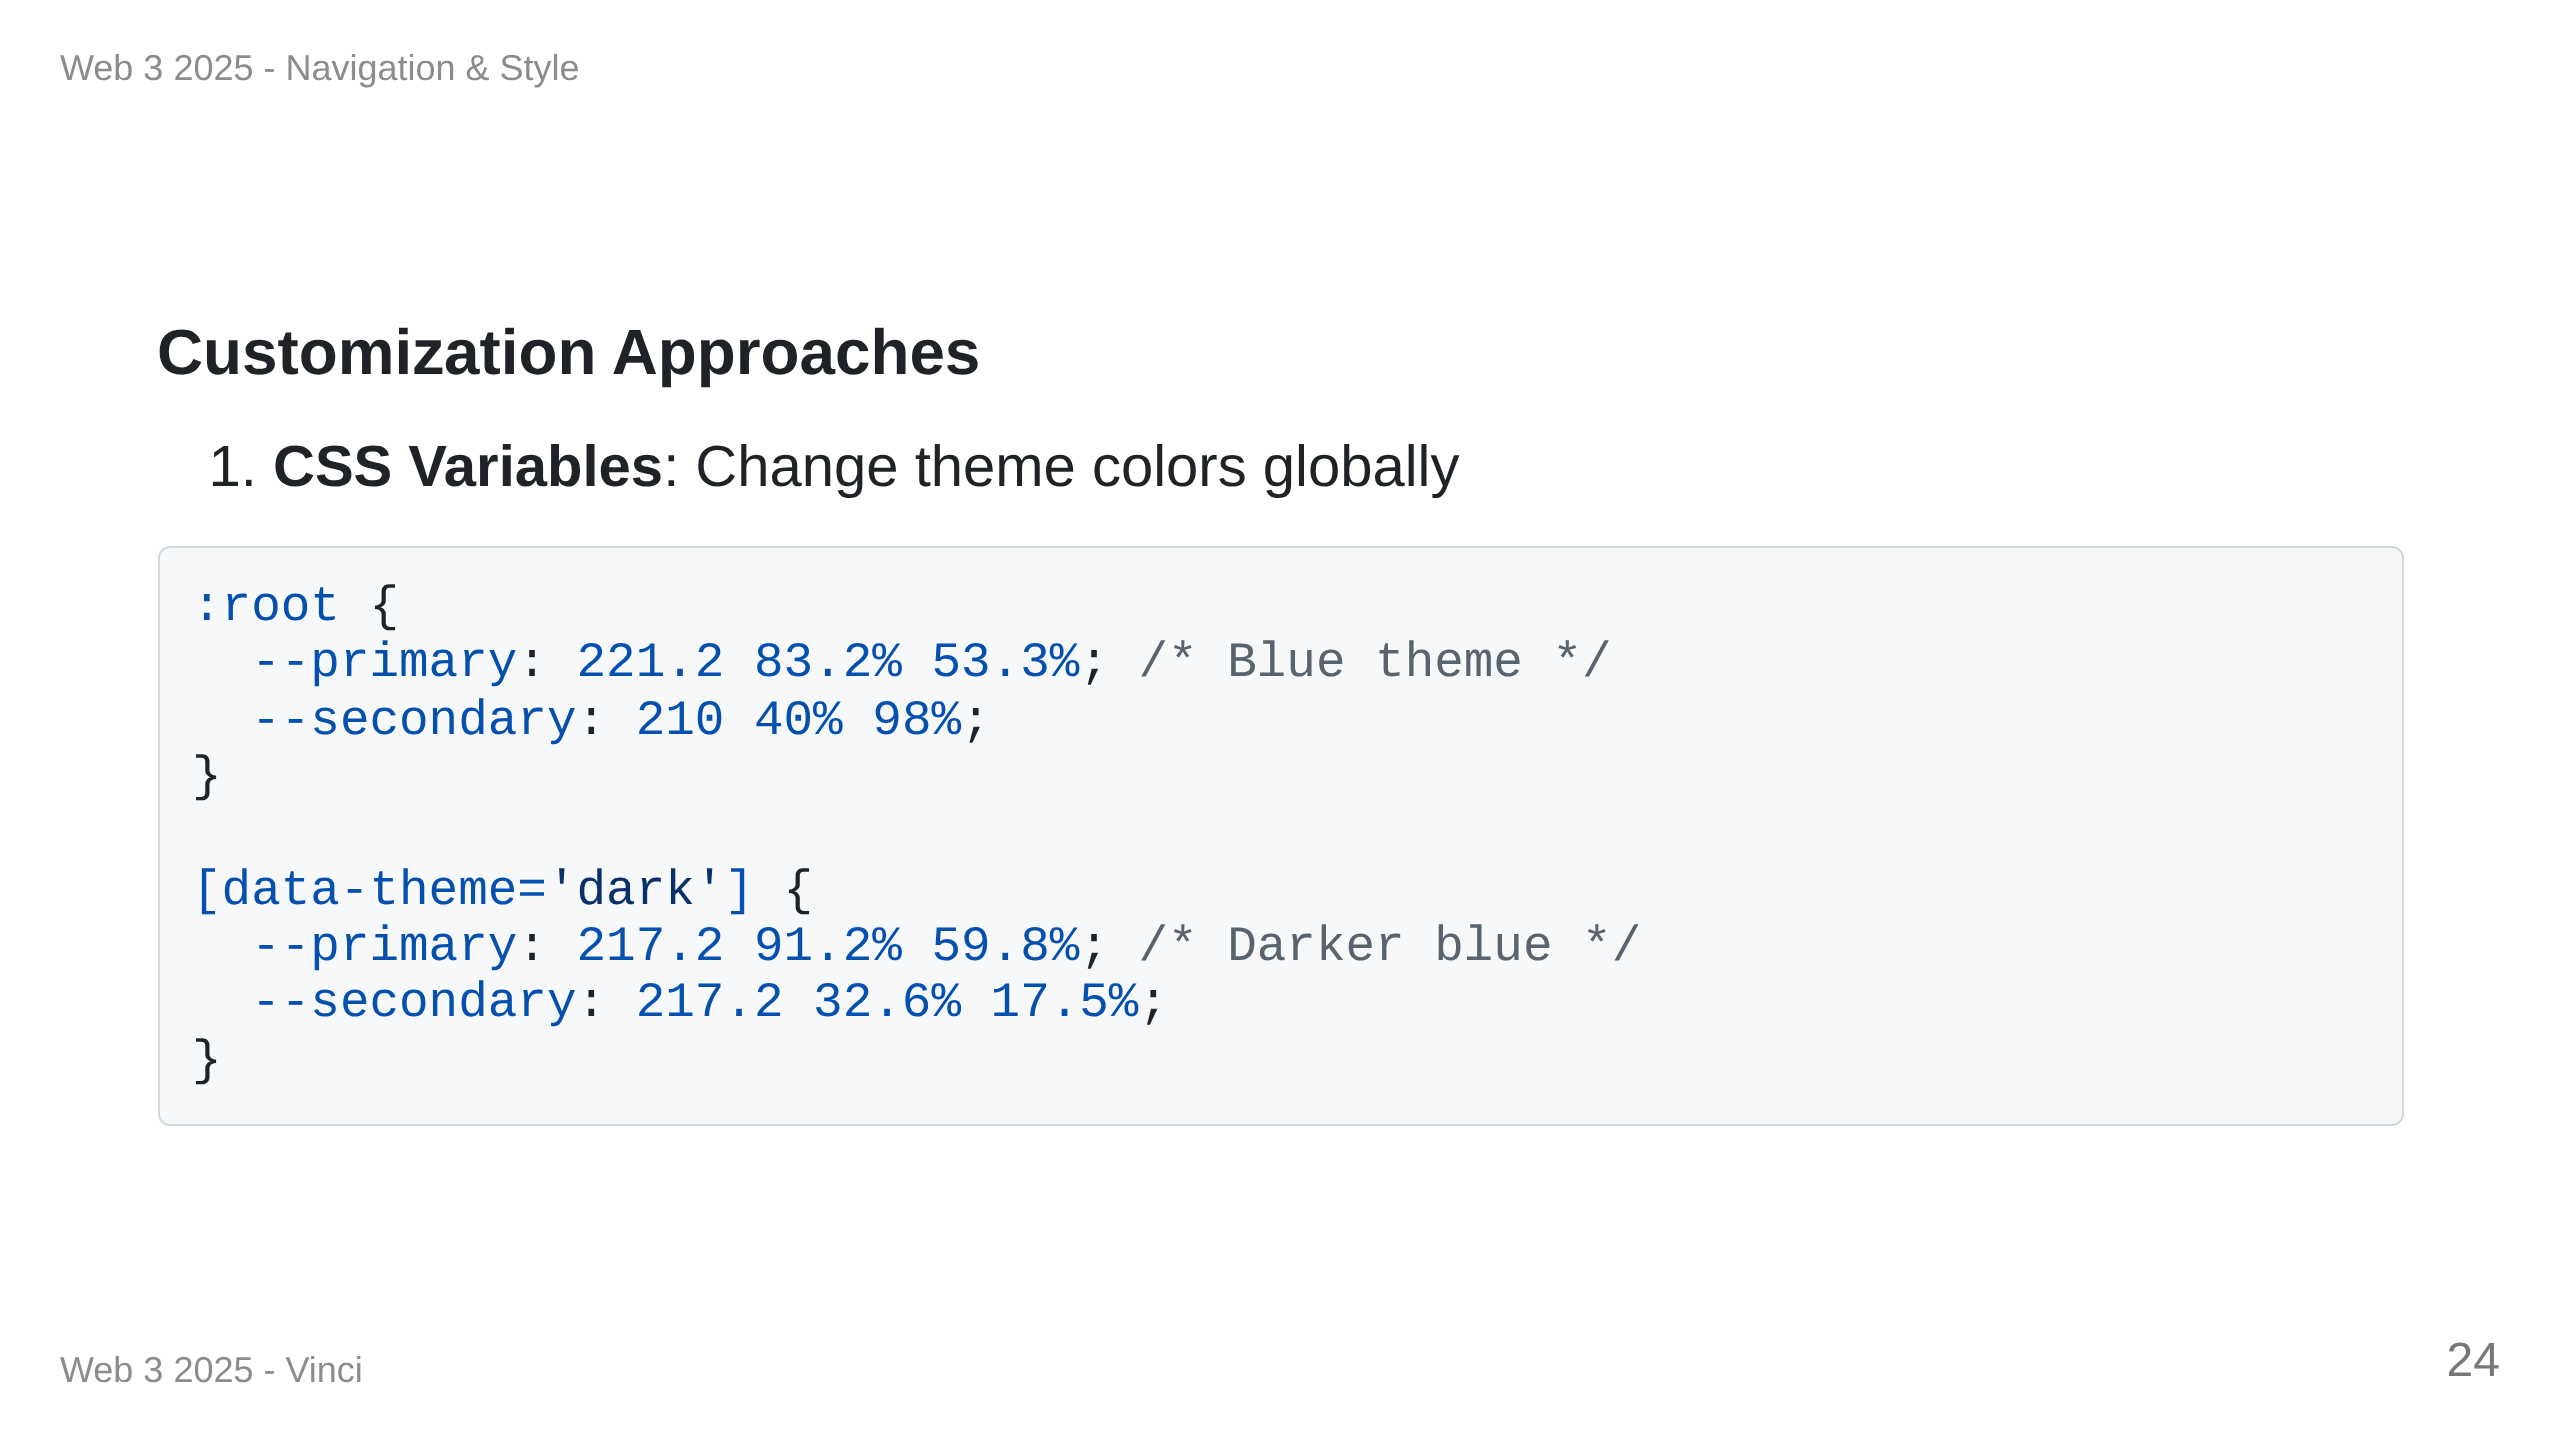 Web 3 2025 - Navigation & Style
Customization Approaches
1. CSS Variables: Change theme colors globally
:root {
  --primary: 221.2 83.2% 53.3%; /* Blue theme */
  --secondary: 210 40% 98%;
}
[data-theme='dark'] {
  --primary: 217.2 91.2% 59.8%; /* Darker blue */
  --secondary: 217.2 32.6% 17.5%;
}
Web 3 2025 - Vinci
24